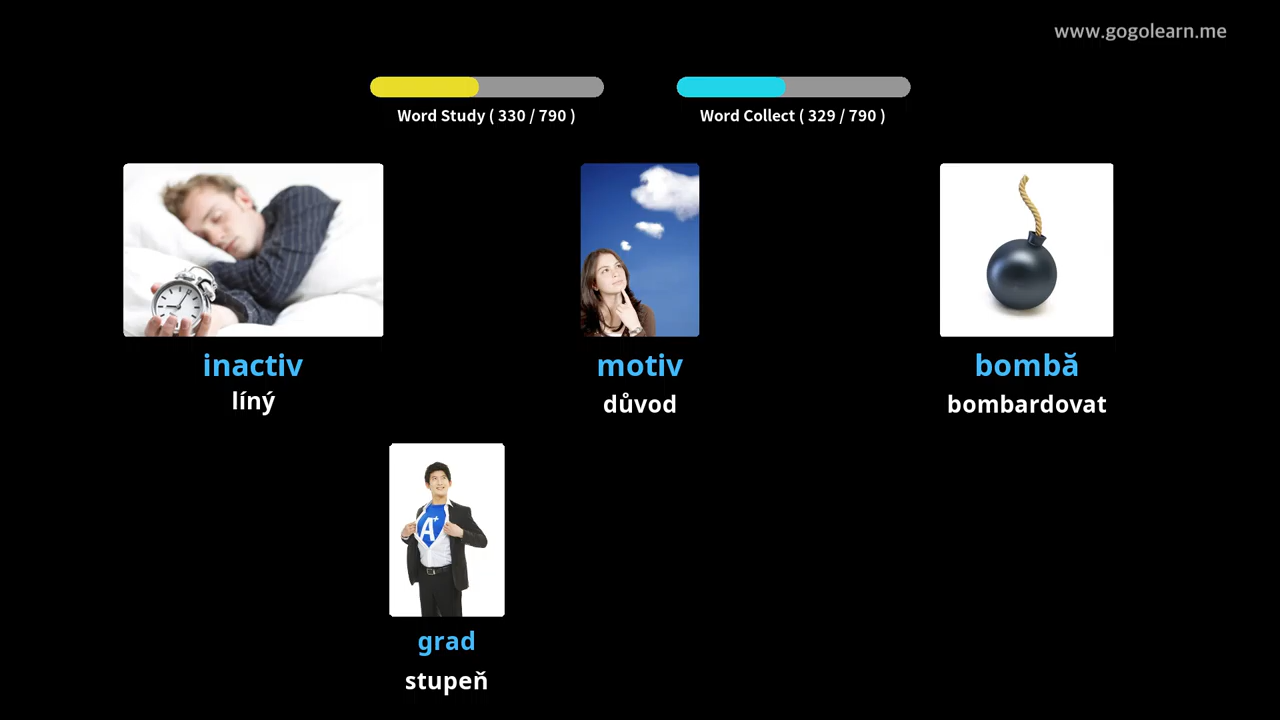 www.gogolearn.me
Word Study ( 330 / 790 )
Word Collect ( 329 / 790 )
inactiv
líný
motiv
důvod
bombă
bombardovat
A+
grad
stupeň